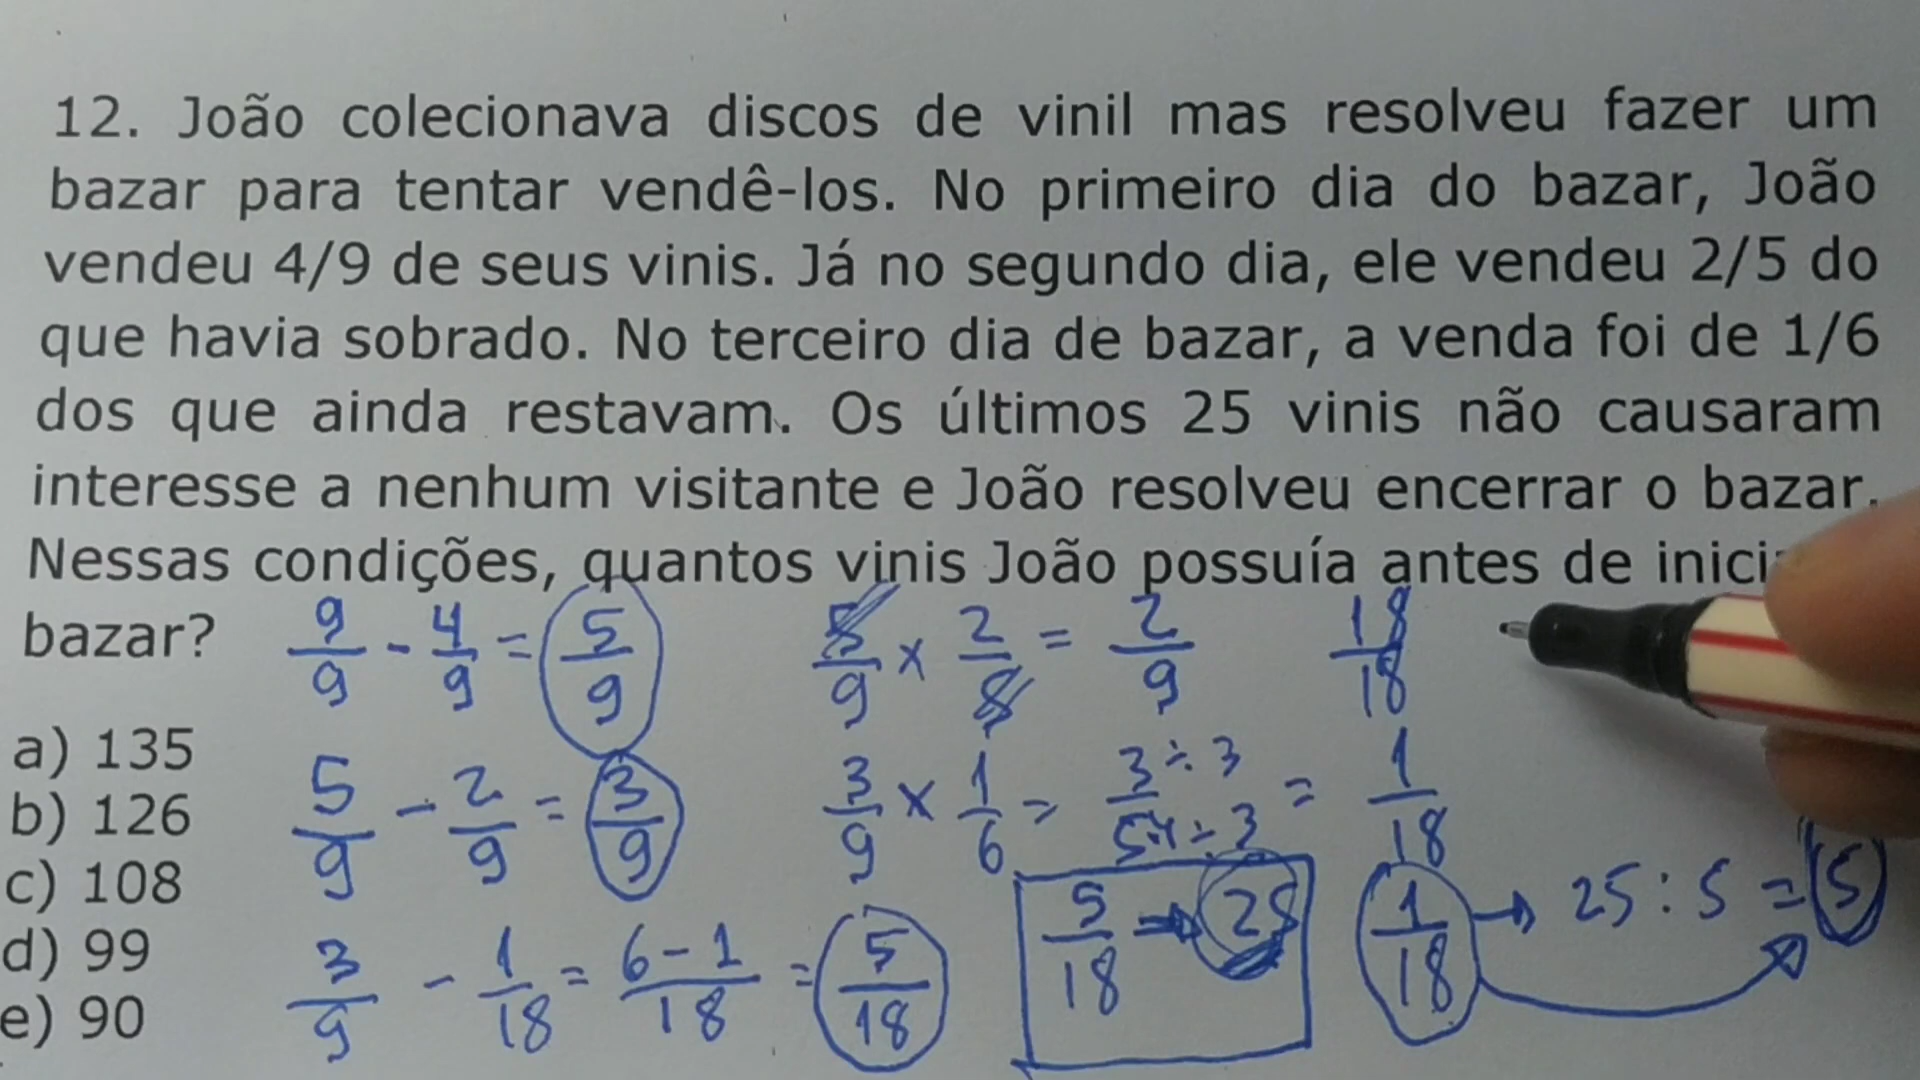 12. João colecionava discos de vinil mas resolveu fazer um
bazar para tentar vendê-los. No primeiro dia do bazar, João
vendeu 4/9 de seus vinis. Já no segundo dia, ele vendeu 2/5 do
que havia sobrado. No terceiro dia de bazar, a venda foi de 1/6
dos que ainda restavam. Os últimos 25 vinis não causaram
interesse a nenhum visitante e João resolveu encerrar o bazar.
Nessas condições, quantos vinis João possuía antes de
bazar?
9/9 - 4/9 = 5/9
5/9 x 2/5 = 2/9
18/18
a) 135
b) 126
c) 108
d) 99
e) 90
5/9 - 2/9 = 3/9
3/9 x 1/6 = 3÷3/54÷3 = 1/18
3/9 - 1/18 = 6-1/18 = 5/18
5/18 → 25
1/18 → 25:5 = 5